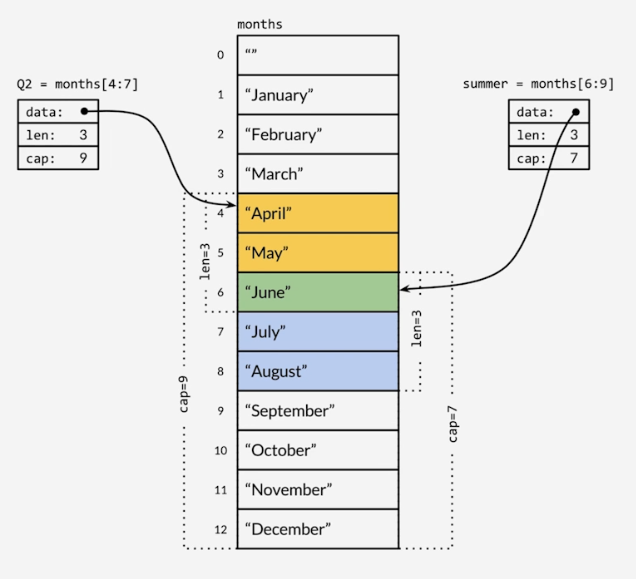 months
Q2 = months[4:7]
data:
len: 3
cap: 9
summer = months[6:9]
data:
len: 3
cap: 7
0 “”
1 “January”
2 “February”
3 “March”
4 “April”
5 “May”
6 “June”
7 “July”
8 “August”
9 “September”
10 “October”
11 “November”
12 “December”
len=3
cap=9
len=3
cap=7